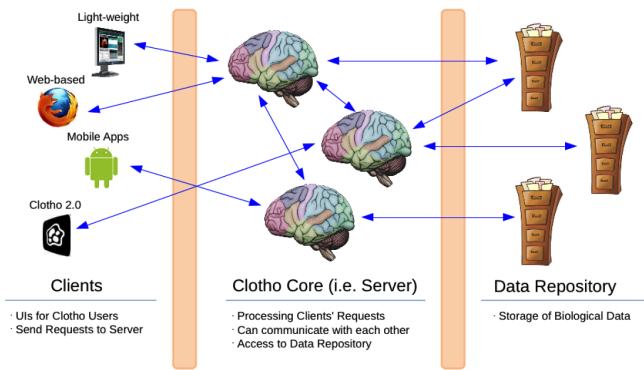 Light-weight
Web-based
Mobile Apps
Clotho 2.0
Clients
· UIs for Clotho Users
· Send Requests to Server
Clotho Core (i.e. Server)
· Processing Clients' Requests
· Can communicate with each other
· Access to Data Repository
Data Repository
· Storage of Biological Data